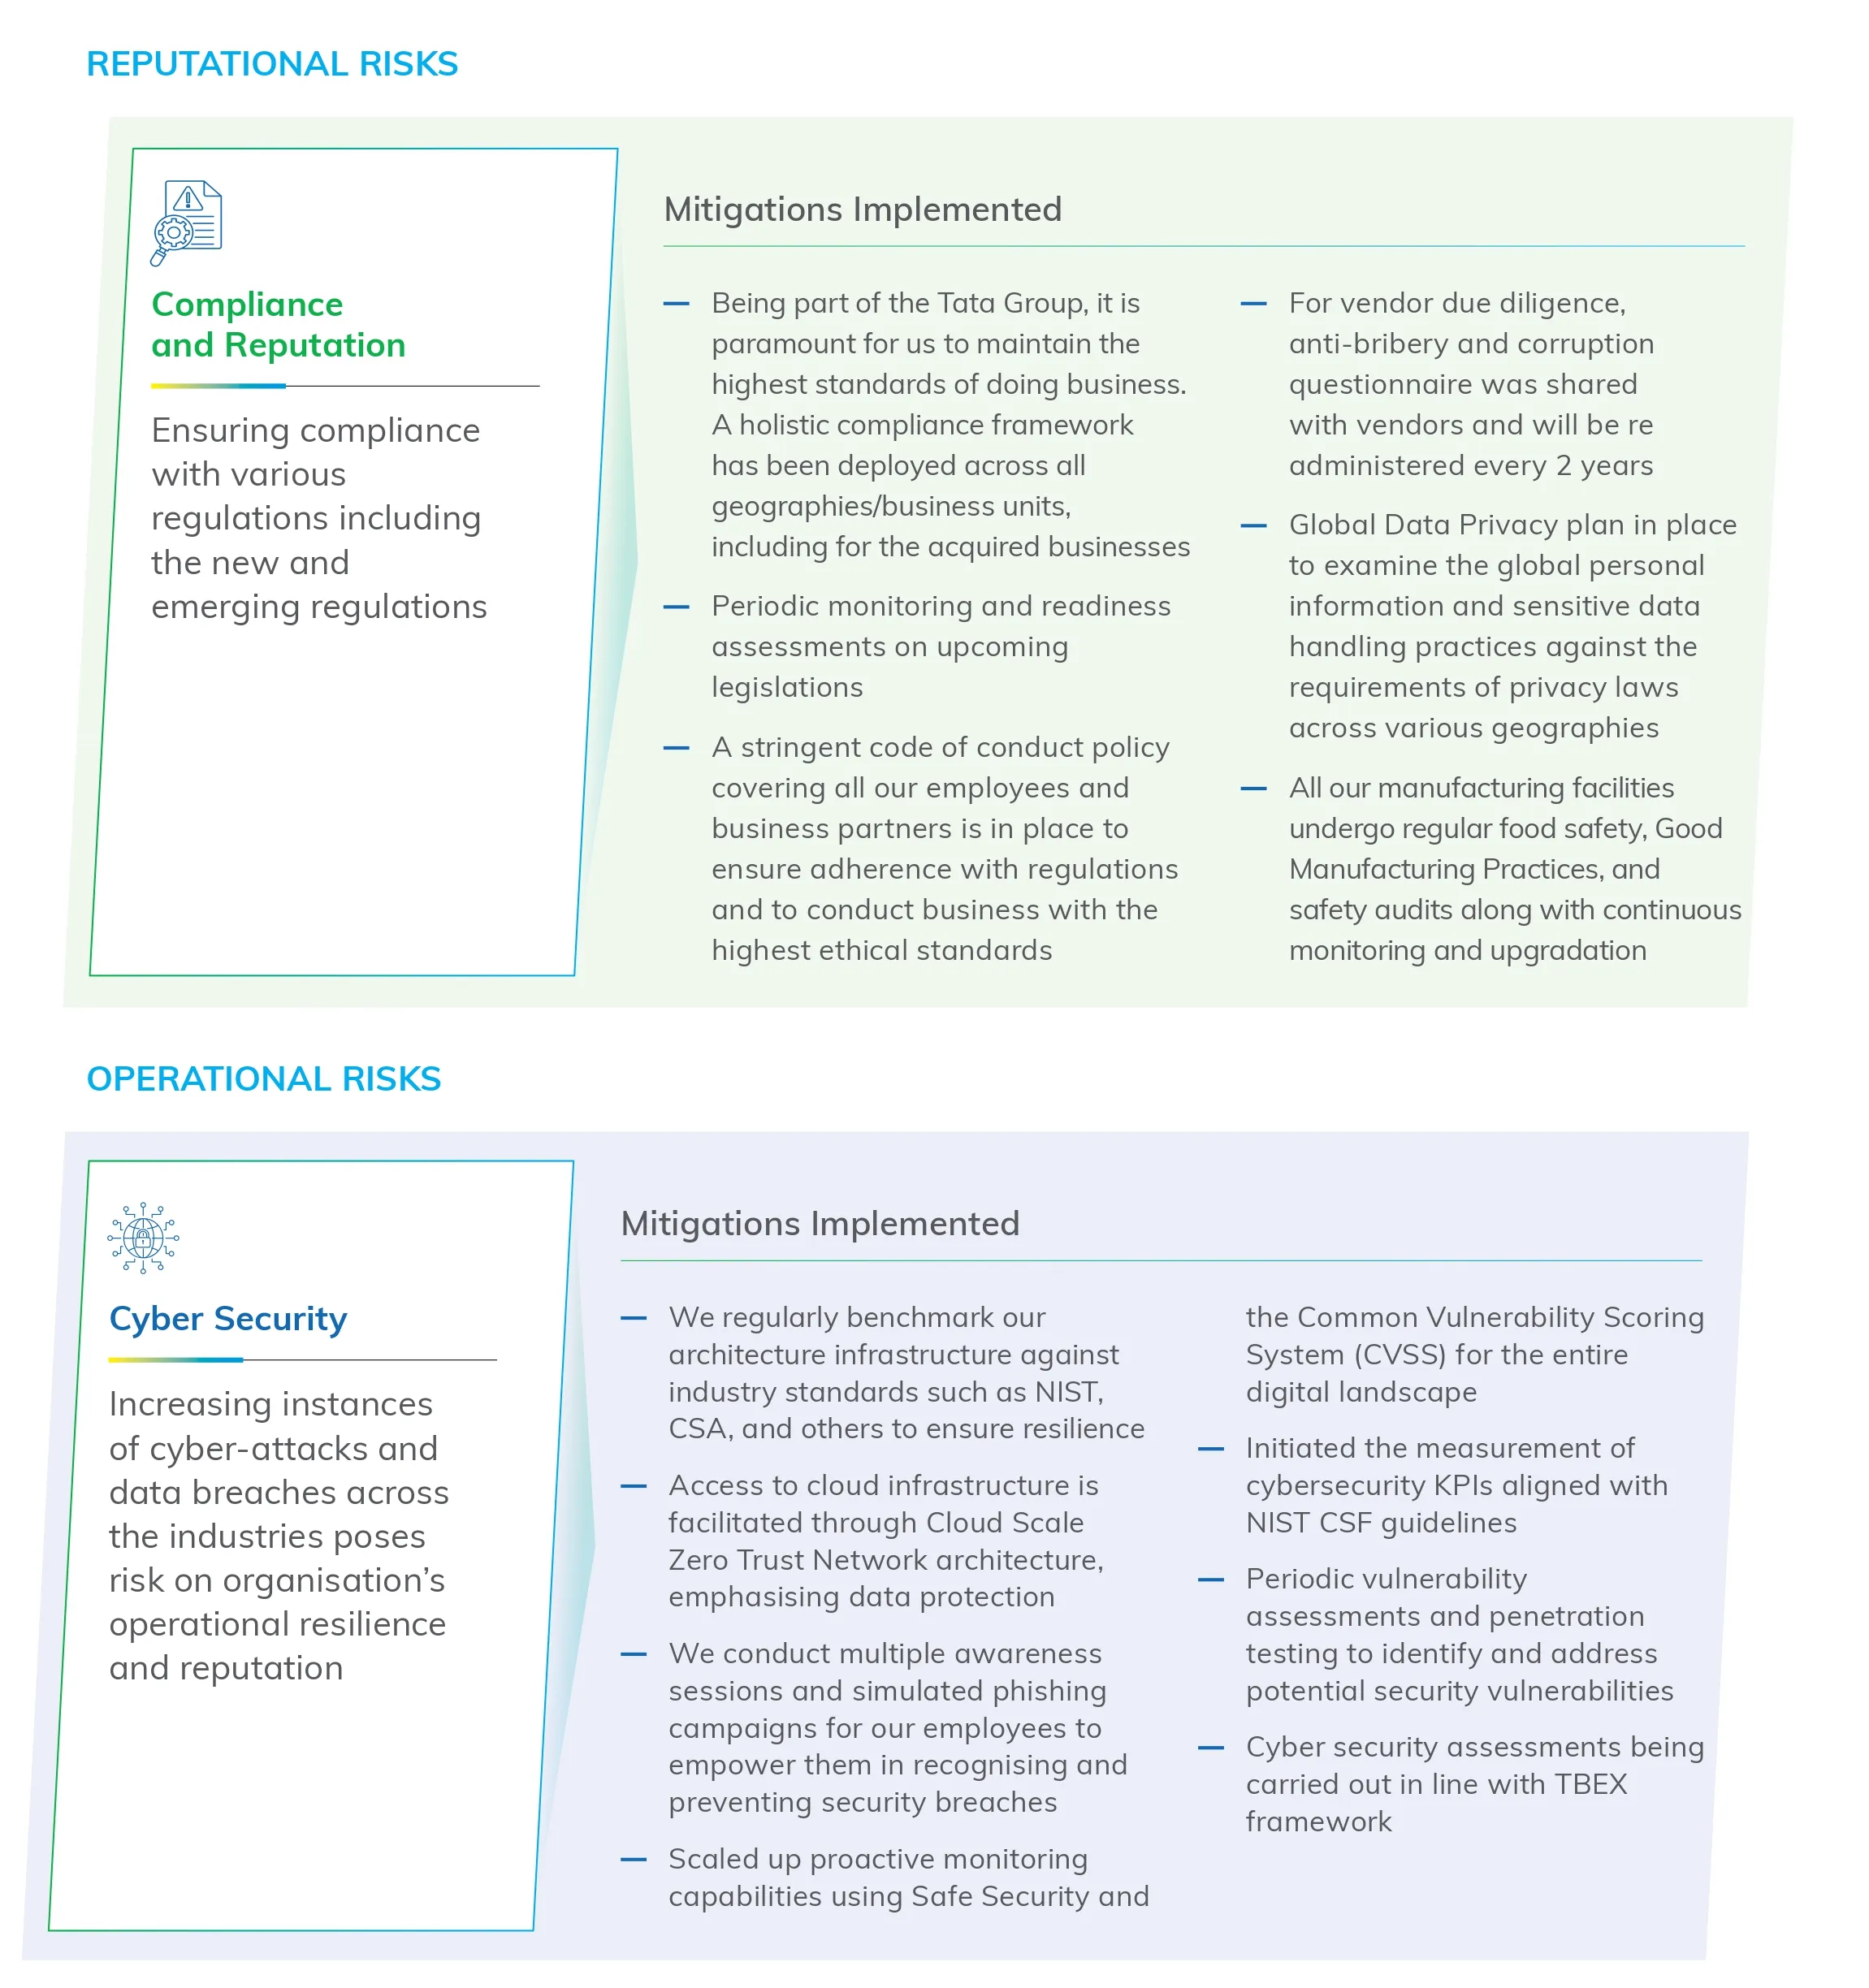 REPUTATIONAL RISKS
Compliance
and Reputation
Ensuring compliance
with various
regulations including
the new and
emerging regulations
Mitigations Implemented
— Being part of the Tata Group, it is
paramount for us to maintain the
highest standards of doing business.
A holistic compliance framework
has been deployed across all
geographies/business units,
including for the acquired businesses
— Periodic monitoring and readiness
assessments on upcoming
legislations
— A stringent code of conduct policy
covering all our employees and
business partners is in place to
ensure adherence with regulations
and to conduct business with the
highest ethical standards
— For vendor due diligence,
anti-bribery and corruption
questionnaire was shared
with vendors and will be re
administered every 2 years
— Global Data Privacy plan in place
to examine the global personal
information and sensitive data
handling practices against the
requirements of privacy laws
across various geographies
— All our manufacturing facilities
undergo regular food safety, Good
Manufacturing Practices, and
safety audits along with continuous
monitoring and upgradation
OPERATIONAL RISKS
Cyber Security
Increasing instances
of cyber-attacks and
data breaches across
the industries poses
risk on organisation’s
operational resilience
and reputation
Mitigations Implemented
— We regularly benchmark our
architecture infrastructure against
industry standards such as NIST,
CSA, and others to ensure resilience
— Access to cloud infrastructure is
facilitated through Cloud Scale
Zero Trust Network architecture,
emphasising data protection
— We conduct multiple awareness
sessions and simulated phishing
campaigns for our employees to
empower them in recognising and
preventing security breaches
— Scaled up proactive monitoring
capabilities using Safe Security and
the Common Vulnerability Scoring
System (CVSS) for the entire
digital landscape
— Initiated the measurement of
cybersecurity KPIs aligned with
NIST CSF guidelines
— Periodic vulnerability
assessments and penetration
testing to identify and address
potential security vulnerabilities
— Cyber security assessments being
carried out in line with TBEX
framework